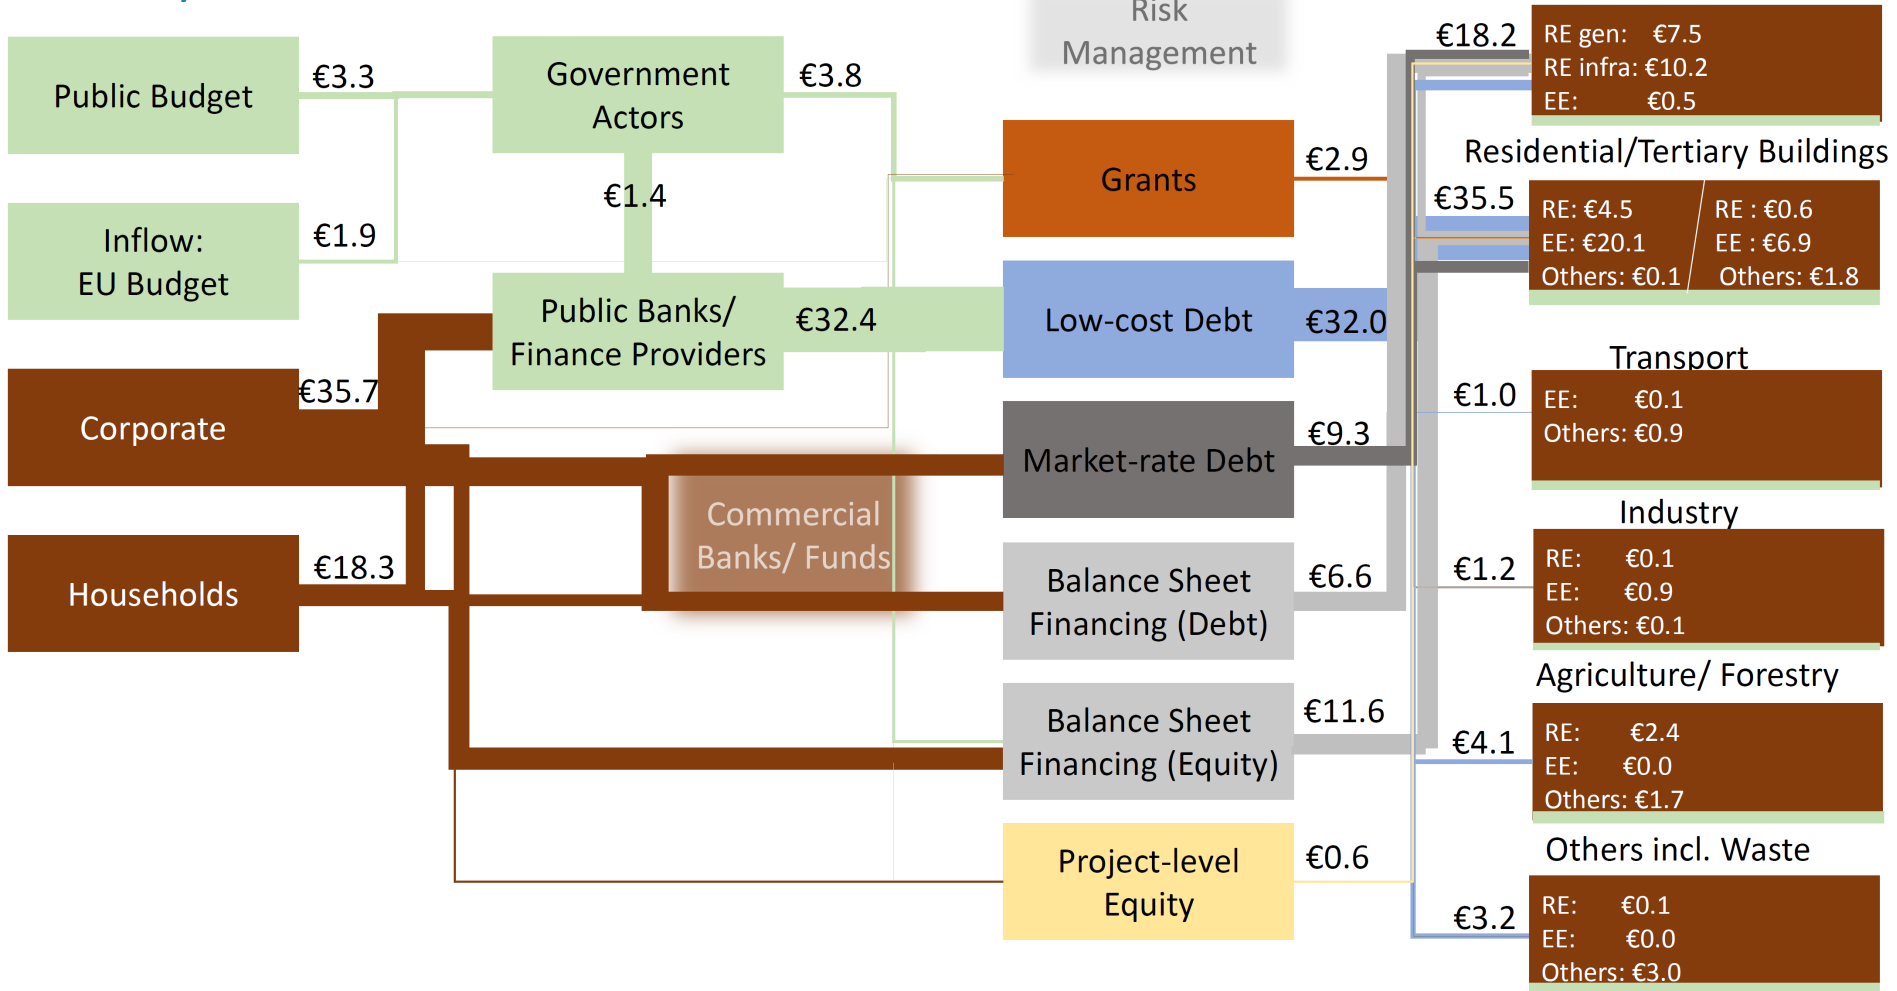 Risk
Management
Public Budget
€3.3
Government
Actors
€3.8
Inflow:
EU Budget
€1.9
€1.4
Public Banks/
Finance Providers
€32.4
Corporate
€35.7
Households
€18.3
Commercial
Banks/ Funds
Grants
€2.9
Low-cost Debt
€32.0
Market-rate Debt
€9.3
Balance Sheet
Financing (Debt)
€6.6
Balance Sheet
Financing (Equity)
€11.6
Project-level
Equity
€0.6
€18.2
RE gen: €7.5
RE infra: €10.2
EE: €0.5
Residential/Tertiary Buildings
€35.5
RE: €4.5
EE: €20.1
Others: €0.1
RE : €0.6
EE : €6.9
Others: €1.8
Transport
€1.0
EE: €0.1
Others: €0.9
Industry
€1.2
RE: €0.1
EE: €0.9
Others: €0.1
Agriculture/ Forestry
€4.1
RE: €2.4
EE: €0.0
Others: €1.7
Others incl. Waste
€3.2
RE: €0.1
EE: €0.0
Others: €3.0